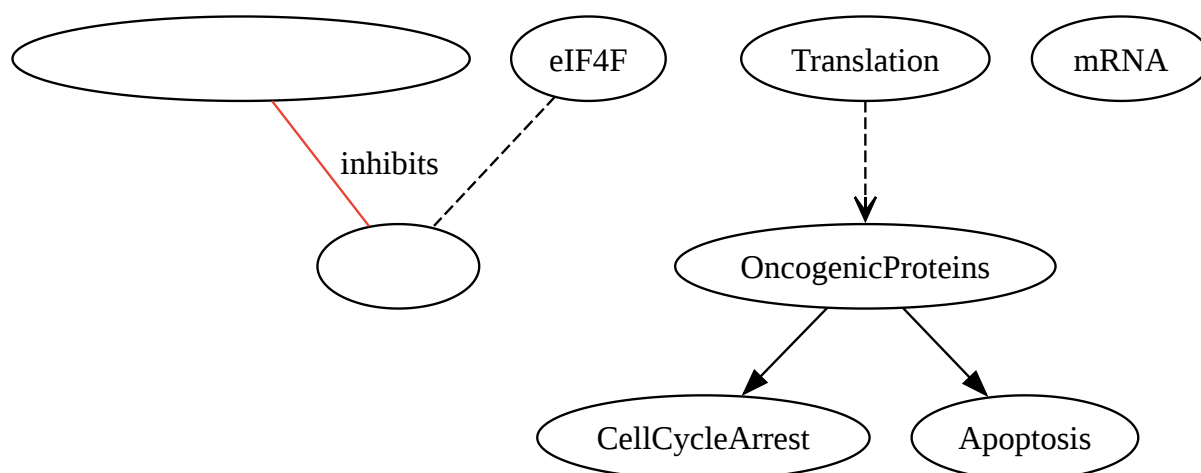 eIF4F
Translation
mRNA
inhibits
OncogenicProteins
CellCycleArrest
Apoptosis